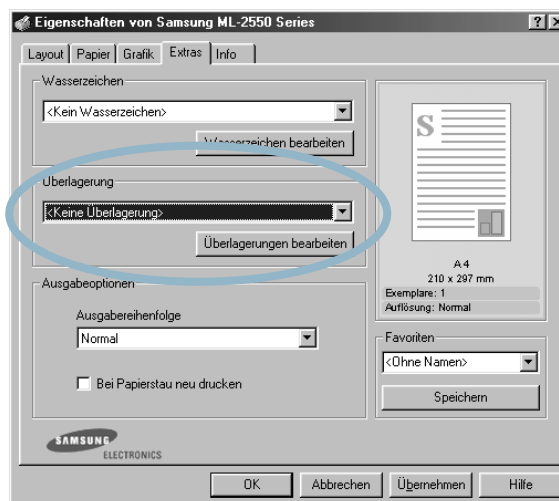 Eigenschaften von Samsung ML-2550 Series
Layout Papier Grafik Extras Info
Wasserzeichen
<Kein Wasserzeichen>
Wasserzeichen bearbeiten
Überlagerung
<Keine Überlagerung>
Überlagerungen bearbeiten
Ausgabeoptionen
Ausgabereihenfolge
Normal
Bei Papierstau neu drucken
S
A4
210 x 297 mm
Exemplare: 1
Auflösung: Normal
Favoriten
<Ohne Namen>
Speichern
SAMSUNG
ELECTRONICS
OK Abbrechen Übernehmen Hilfe